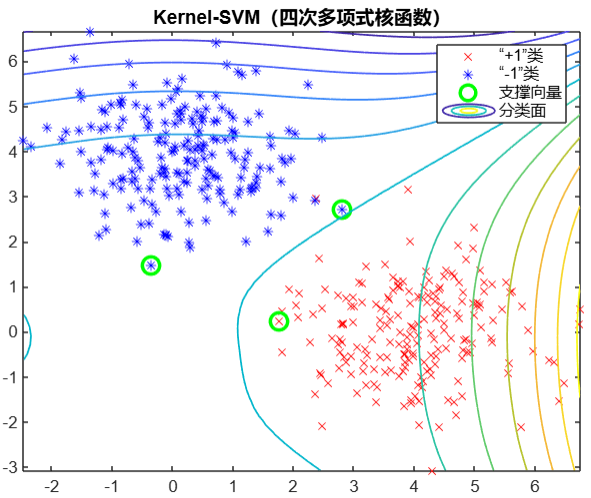 Kernel-SVM（四次多项式核函数）
“+1”类
“-1”类
支撑向量
分类面
6
5
4
3
2
1
0
-1
-2
-3
-2 -1 0 1 2 3 4 5 6